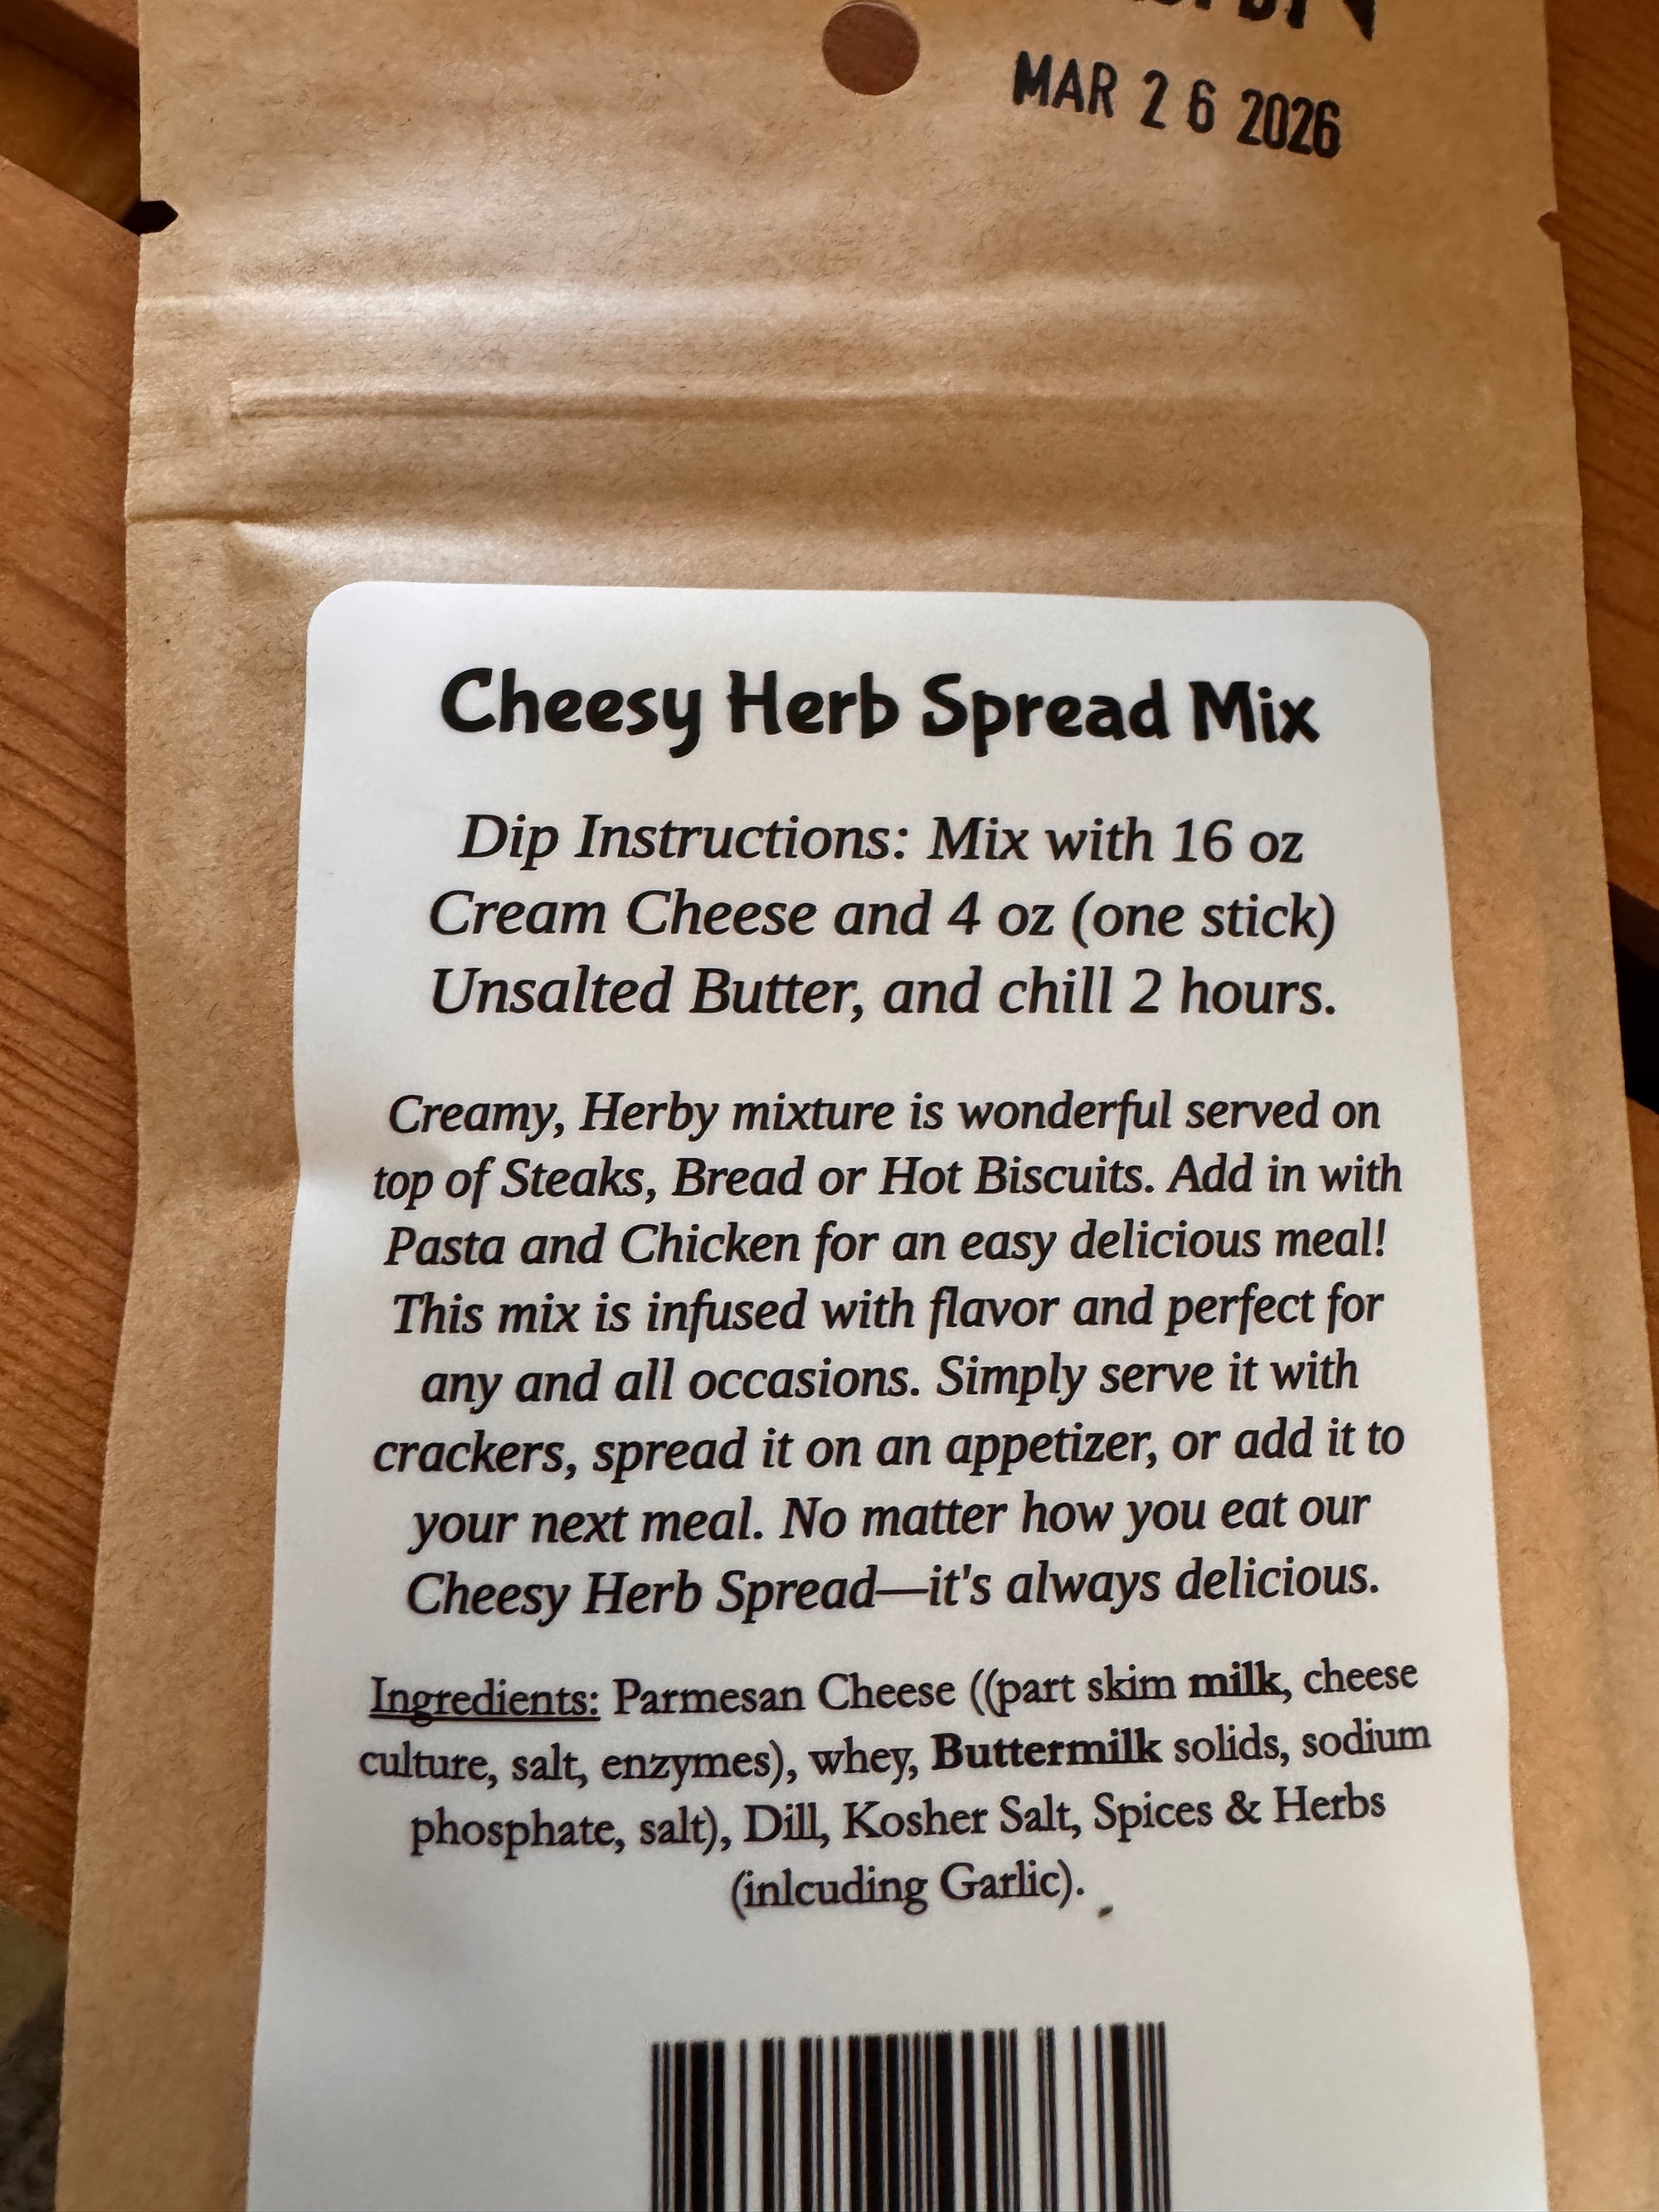 MAR 26 2026
Cheesy Herb Spread Mix
Dip Instructions: Mix with 16 oz
Cream Cheese and 4 oz (one stick)
Unsalted Butter, and chill 2 hours.
Creamy, Herby mixture is wonderful served on
top of Steaks, Bread or Hot Biscuits. Add in with
Pasta and Chicken for an easy delicious meal!
This mix is infused with flavor and perfect for
any and all occasions. Simply serve it with
crackers, spread it on an appetizer, or add it to
your next meal. No matter how you eat our
Cheesy Herb Spread—it's always delicious.
Ingredients: Parmesan Cheese ((part skim milk, cheese
culture, salt, enzymes), whey, Buttermilk solids, sodium
phosphate, salt), Dill, Kosher Salt, Spices & Herbs
(inlcuding Garlic).